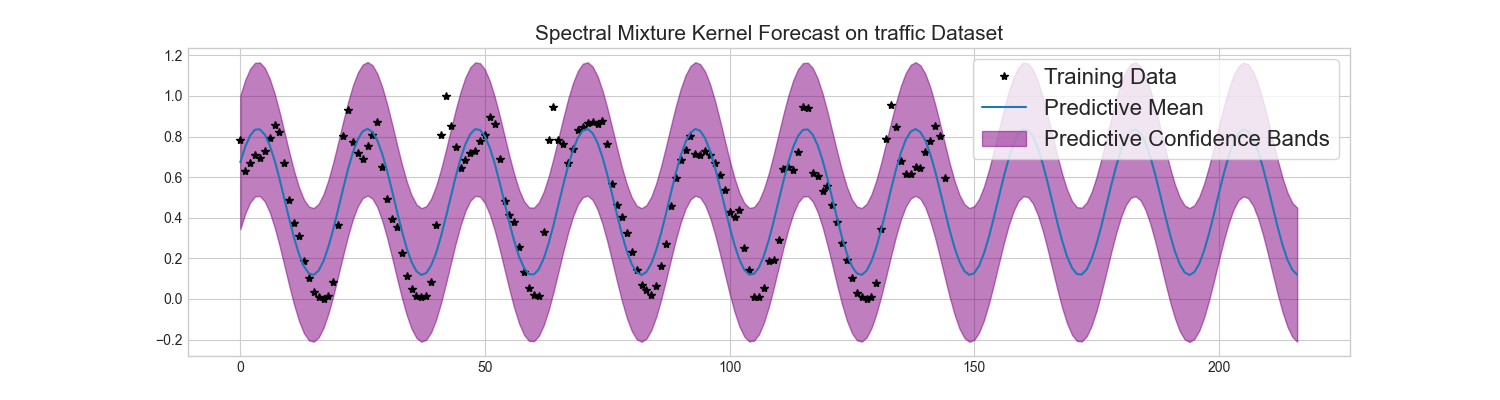 Spectral Mixture Kernel Forecast on traffic Dataset
1.2
1.0
0.8
0.6
0.4
0.2
0.0
−0.2
Training Data
Predictive Mean
Predictive Confidence Bands
0 50 100 150 200